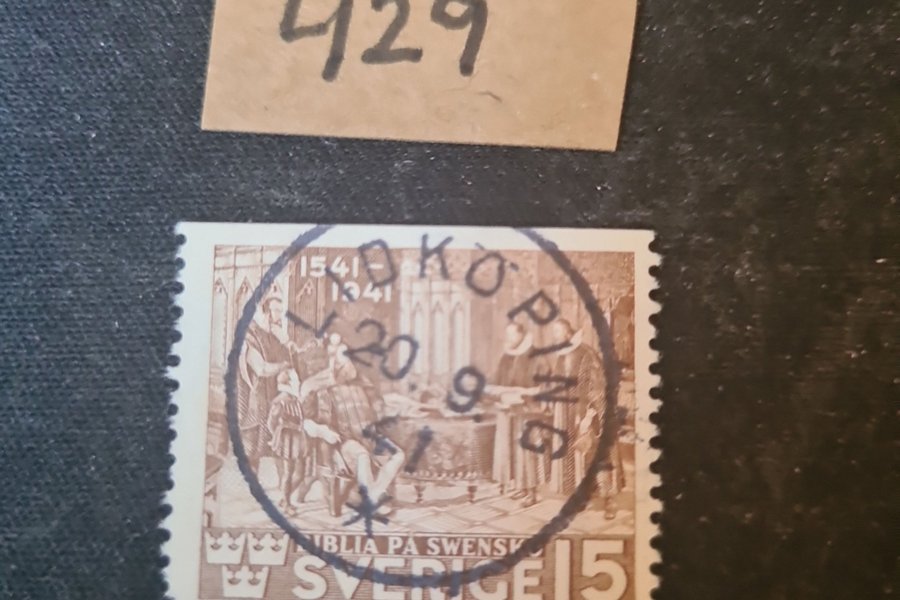 429
1541
1941
LIDKÖPING
20.9.
41
BIBLIA PÅ SWENSKO
SVERIGE 15